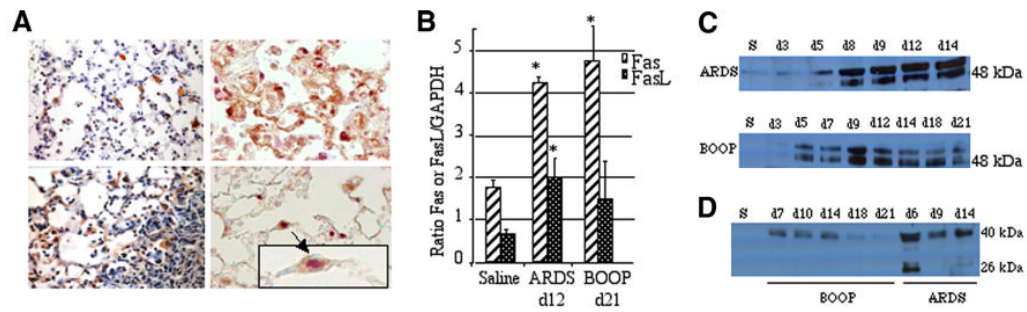 A
B
Ratio Fas or FasL/GAPDH
5
4
3
2
1
0
*
*
*
Fas
FasL
Saline ARDS BOOP
d12 d21
C
S d3 d5 d8 d9 d12 d14
ARDS 48 kDa
S d3 d5 d7 d9 d12 d14 d18 d21
BOOP 48 kDa
D
S d7 d10 d14 d18 d21 d6 d9 d14
40 kDa
26 kDa
BOOP ARDS